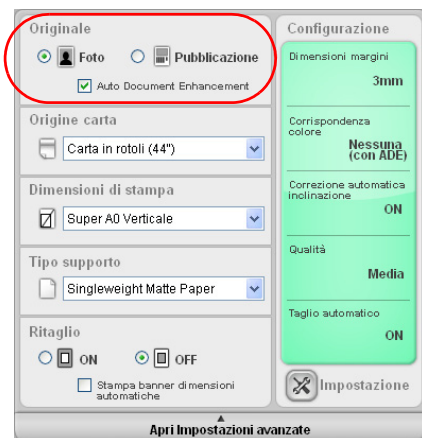 Originale
Foto
Pubblicazione
Auto Document Enhancement
Origine carta
Carta in rotoli (44")
Dimensioni di stampa
Super A0 Verticale
Tipo supporto
Singleweight Matte Paper
Ritaglio
ON
OFF
Stampa banner dimensioni
automatiche
Configurazione
Dimensioni margini
3mm
Corrispondenza
colore
Nessuna
(con ADE)
Correzione automatica
inclinazione
ON
Qualità
Media
Taglio automatico
ON
Impostazione
Apri Impostazioni avanzate